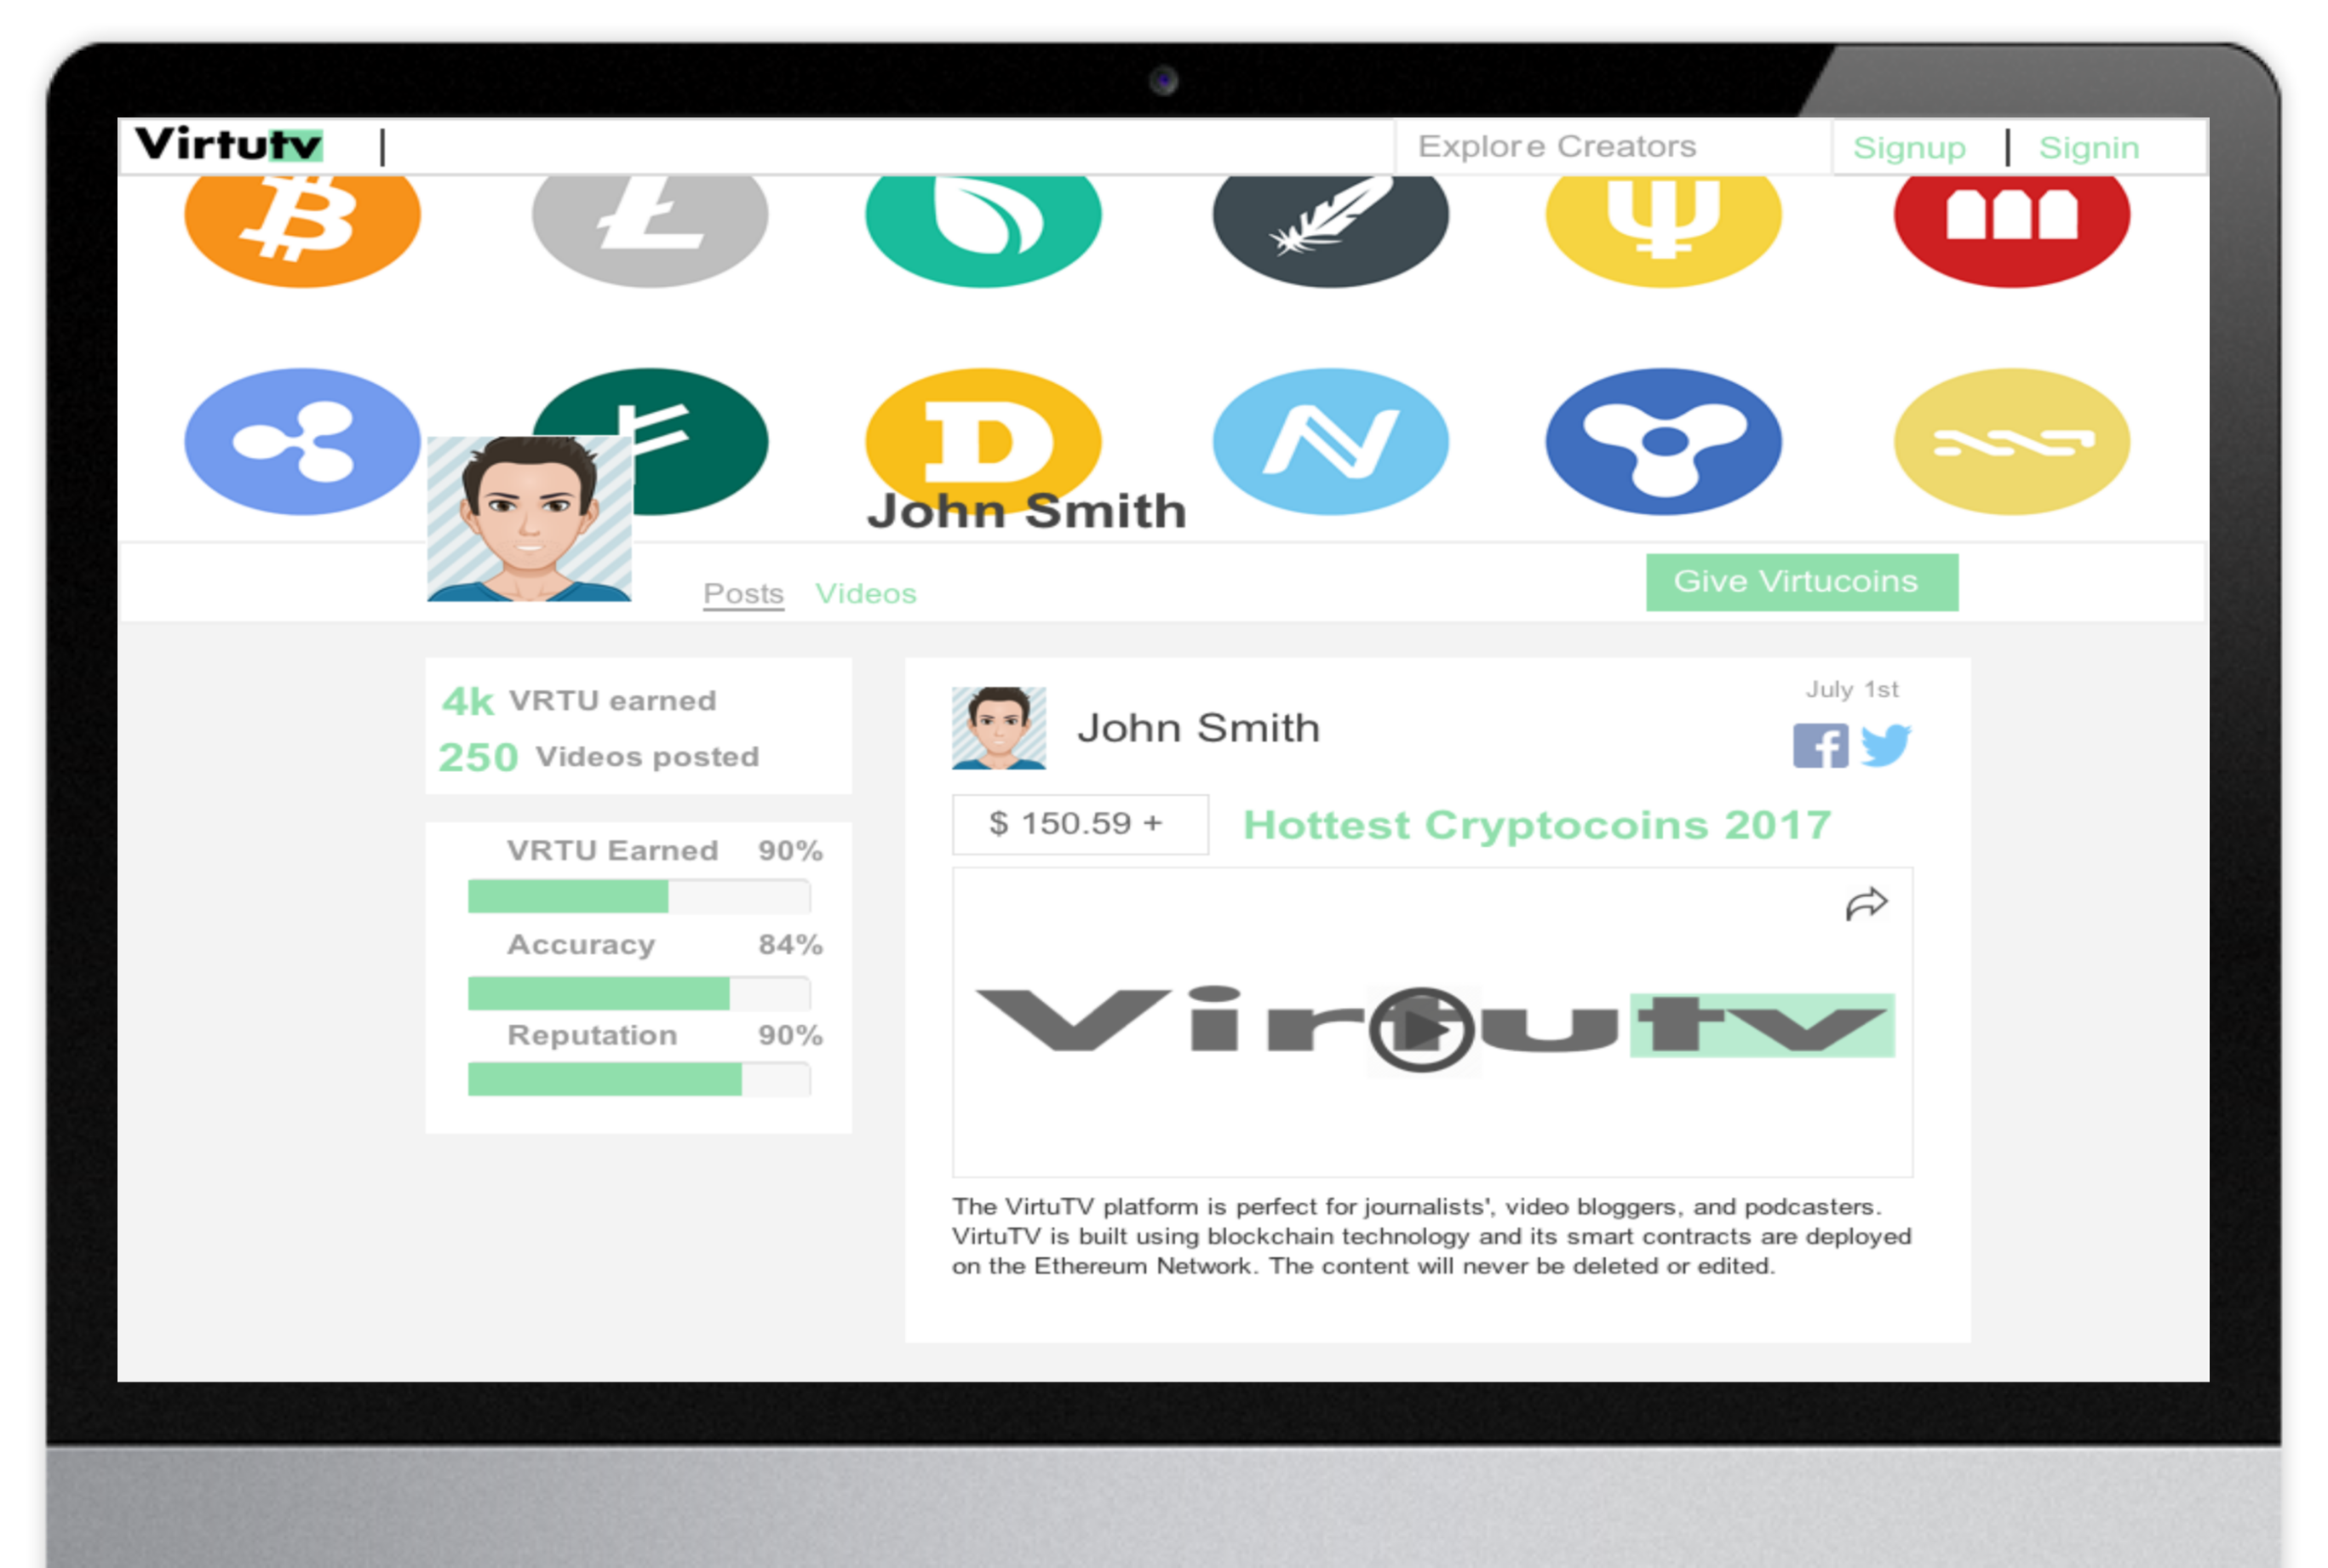 Virtutv |
Explore Creators
Signup | Signin
John Smith
Posts Videos
Give Virtucoins
4k VRTU earned
250 Videos posted
VRTU Earned 90%
Accuracy 84%
Reputation 90%
July 1st
John Smith
$ 150.59 +
Hottest Cryptocoins 2017
Virtutv
The VirtuTV platform is perfect for journalists', video bloggers, and podcasters.
VirtuTV is built using blockchain technology and its smart contracts are deployed
on the Ethereum Network. The content will never be deleted or edited.